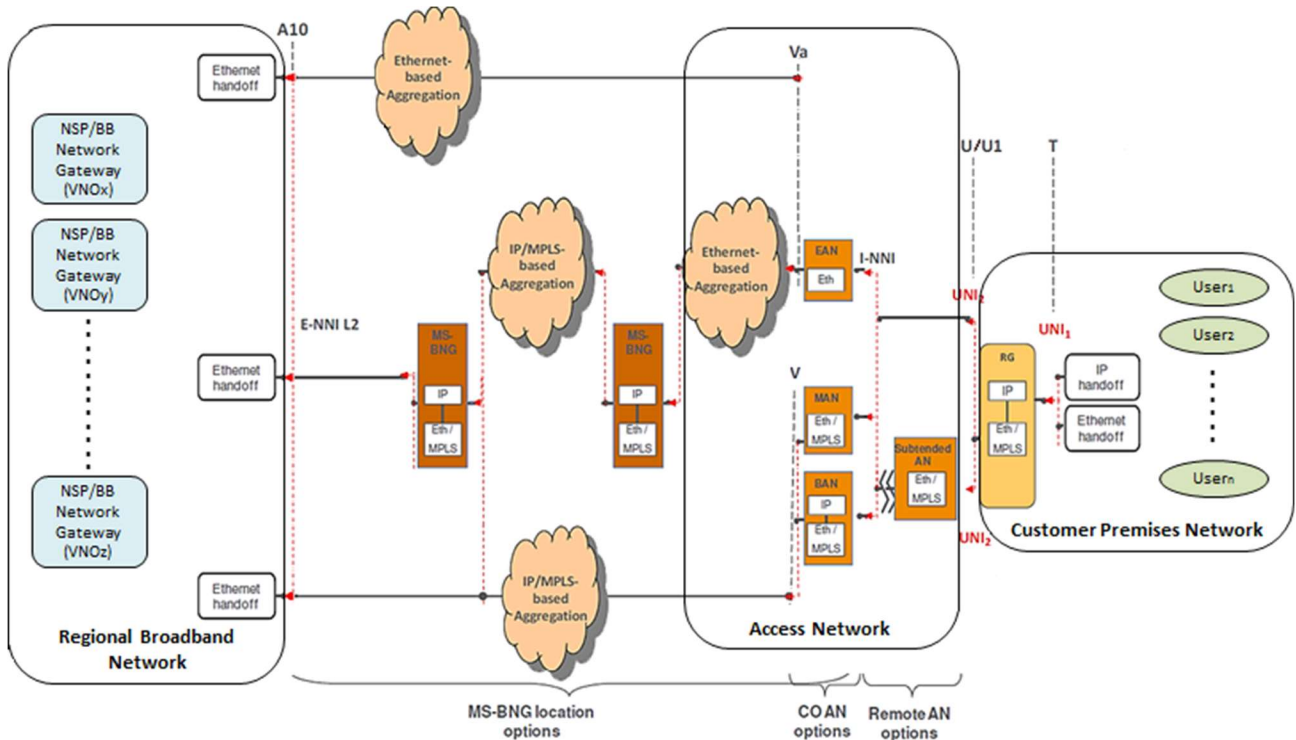 A10
Ethernet
handoff
Ethernet-
based
Aggregation
Va
NSP/BB
Network
Gateway
(VNOx)
U/U1
T
NSP/BB
Network
Gateway
(VNOy)
IP/MPLS-
based
Aggregation
Ethernet-
based
Aggregation
EAN
Eth
I-NNI
UNI2
User1
User2
Usern
E-NNI L2
Ethernet
handoff
MS-
BNG
IP
Eth /
MPLS
MS-
BNG
IP
Eth /
MPLS
V
MAN
Eth /
MPLS
BAN
IP
Eth /
MPLS
Subtended
AN
Eth /
MPLS
RG
IP
Eth /
MPLS
UNI1
IP
handoff
Ethernet
handoff
UNI2
Customer Premises Network
NSP/BB
Network
Gateway
(VNOz)
Ethernet
handoff
IP/MPLS-
based
Aggregation
Regional Broadband
Network
Access Network
MS-BNG location
options
CO AN
options
Remote AN
options